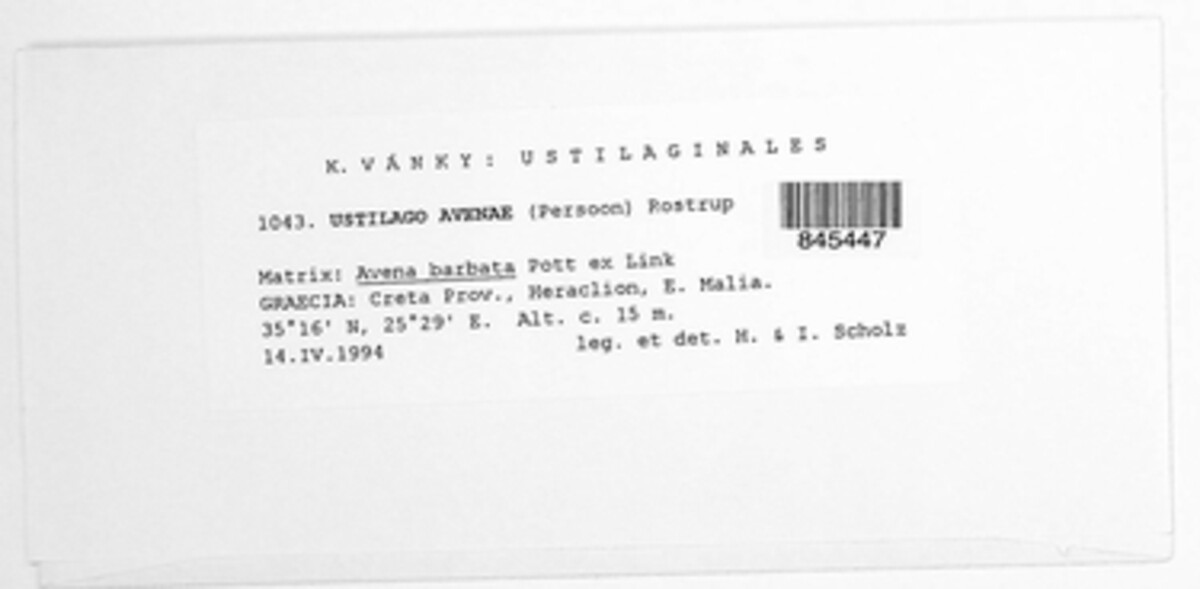 K. VÁNKY: USTILAGINALES
1043. USTILAGO AVENAE (Persoon) Rostrup
845447
Matrix: Avena barbata Pott ex Link
GRAECIA: Creta Prov., Heraclion, E. Malia.
35°16' N, 25°29' E. Alt. c. 15 m.
14.IV.1994 leg. et det. H. & I. Scholz